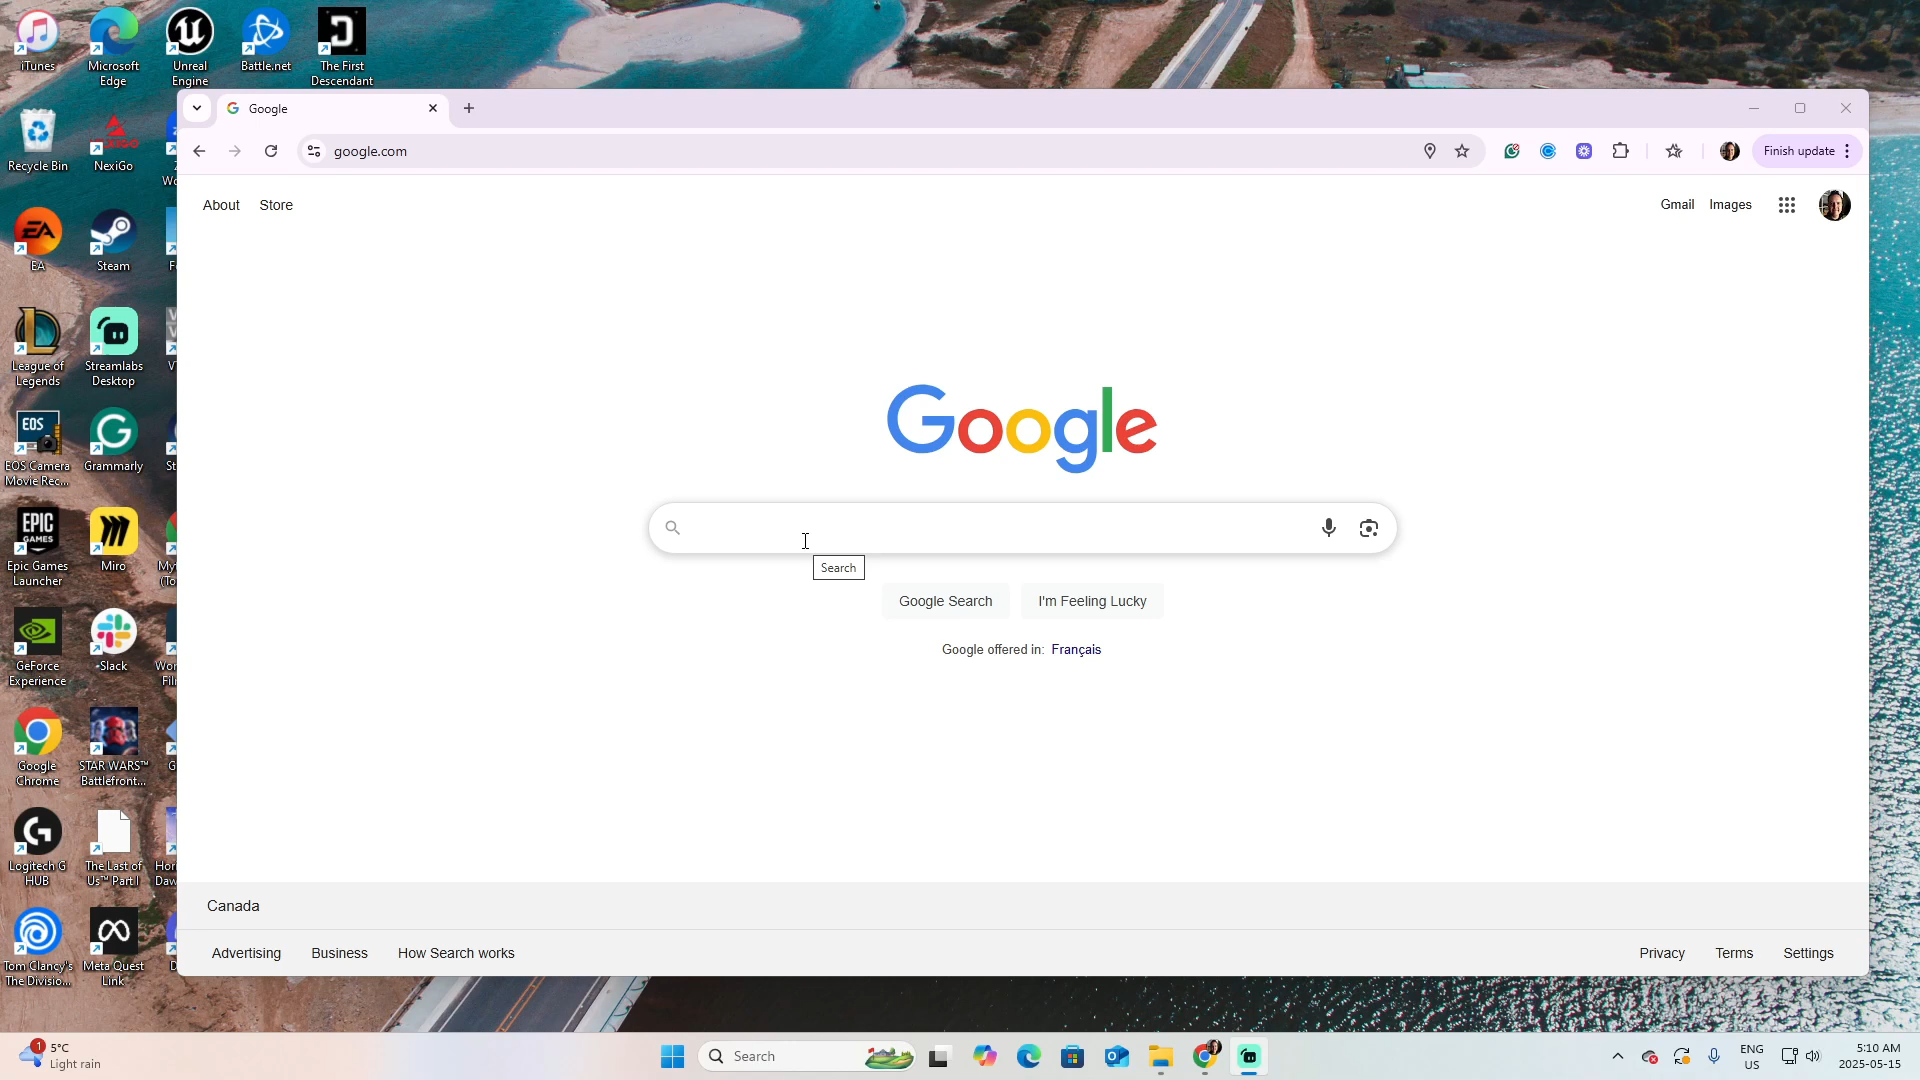 iTunes
Microsoft
Edge
Unreal
Engine
Battle.net
The First
Descendant
Google
google.com
Finish update
About
Store
Gmail
Images
Recycle Bin
NexiGo
EA
Steam
League of
Legends
Streamlabs
Desktop
EOS
EOS Camera
Movie Rec...
Grammarly
EPIC
GAMES
Epic Games
Launcher
Miro
GeForce
Experience
Slack
Google
Chrome
STAR WARS™
Battlefront...
Logitech G
HUB
The Last of
Us™ Part I
Tom Clancy's
The Divisio...
Meta Quest
Link
Google
Search
Google Search
I'm Feeling Lucky
Google offered in: Français
Canada
Advertising
Business
How Search works
Privacy
Terms
Settings
1
5°C
Light rain
Search
ENG
US
5:10 AM
2025-05-15